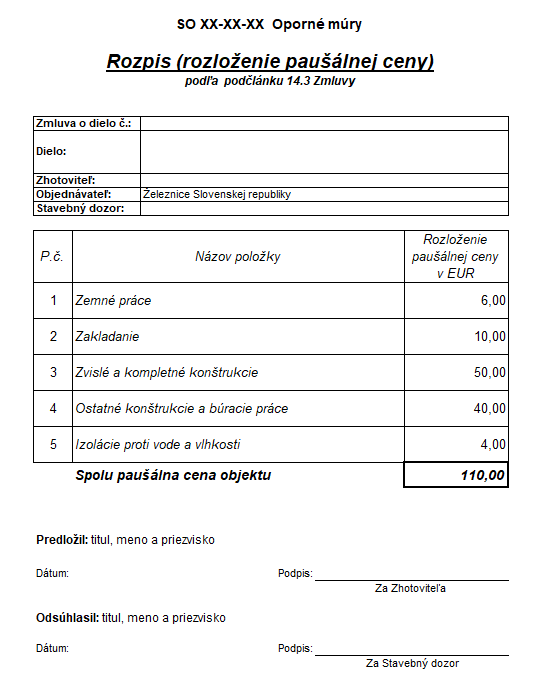 SO XX-XX-XX Oporné múry
Rozpis (rozloženie paušálnej ceny)
podľa podčlánku 14.3 Zmluvy
Zmluva o dielo č.:
Dielo:
Zhotoviteľ:
Objednávateľ: Železnice Slovenskej republiky
Stavebný dozor:
P.č. Názov položky Rozloženie paušálnej ceny v EUR
1 Zemné práce 6,00
2 Zakladanie 10,00
3 Zvislé a kompletné konštrukcie 50,00
4 Ostatné konštrukcie a búracie práce 40,00
5 Izolácie proti vode a vlhkosti 4,00
Spolu paušálna cena objektu 110,00
Predložil: titul, meno a priezvisko
Dátum: Podpis:
Za Zhotoviteľa
Odsúhlasil: titul, meno a priezvisko
Dátum: Podpis:
Za Stavebný dozor